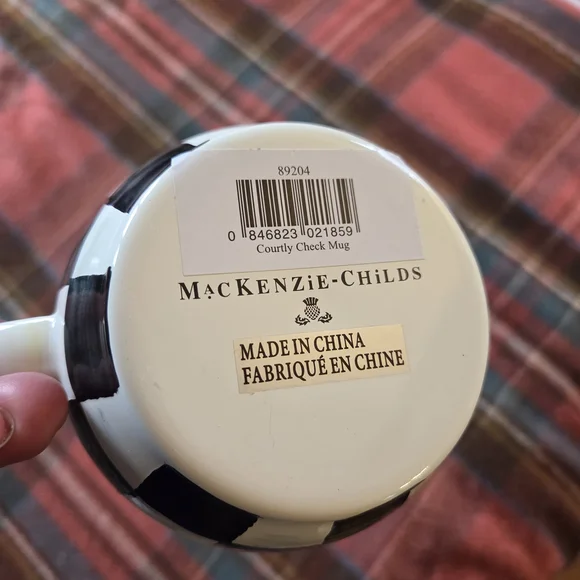 89204
0 846823 021859
Courtly Check Mug
MACKENZiE-CHiLDS
MADE IN CHINA
FABRIQUÉ EN CHINE